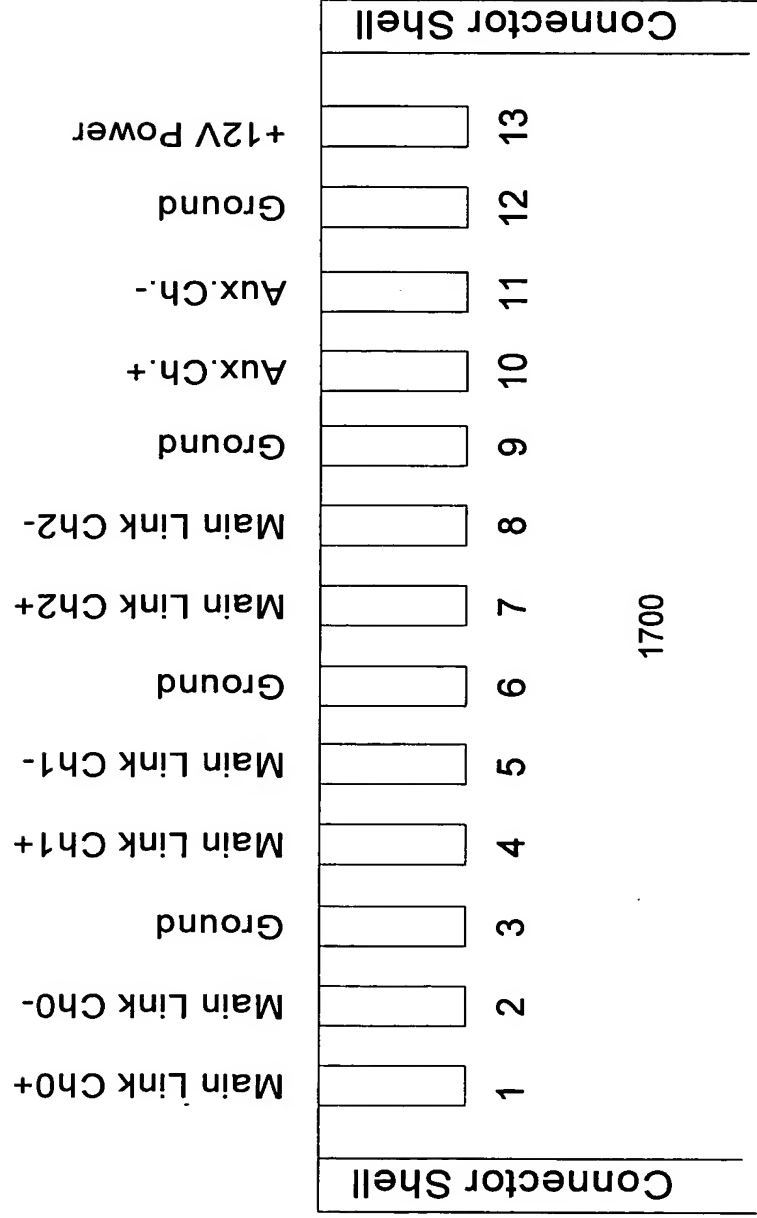 Connector Shell
Main Link Ch0+
1
Main Link Ch0-
2
Ground
3
Main Link Ch1+
4
Main Link Ch1-
5
Ground
6
Main Link Ch2+
7
Main Link Ch2-
8
Ground
9
Aux.Ch.+
10
Aux.Ch.-
11
Ground
12
+12V Power
13
Connector Shell
1700